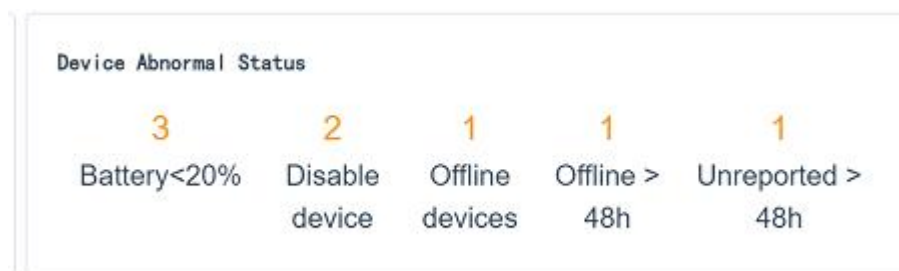 Device Abnormal Status
3 2 1 1 1
Battery<20% Disable Offline Offline > Unreported >
device devices 48h 48h